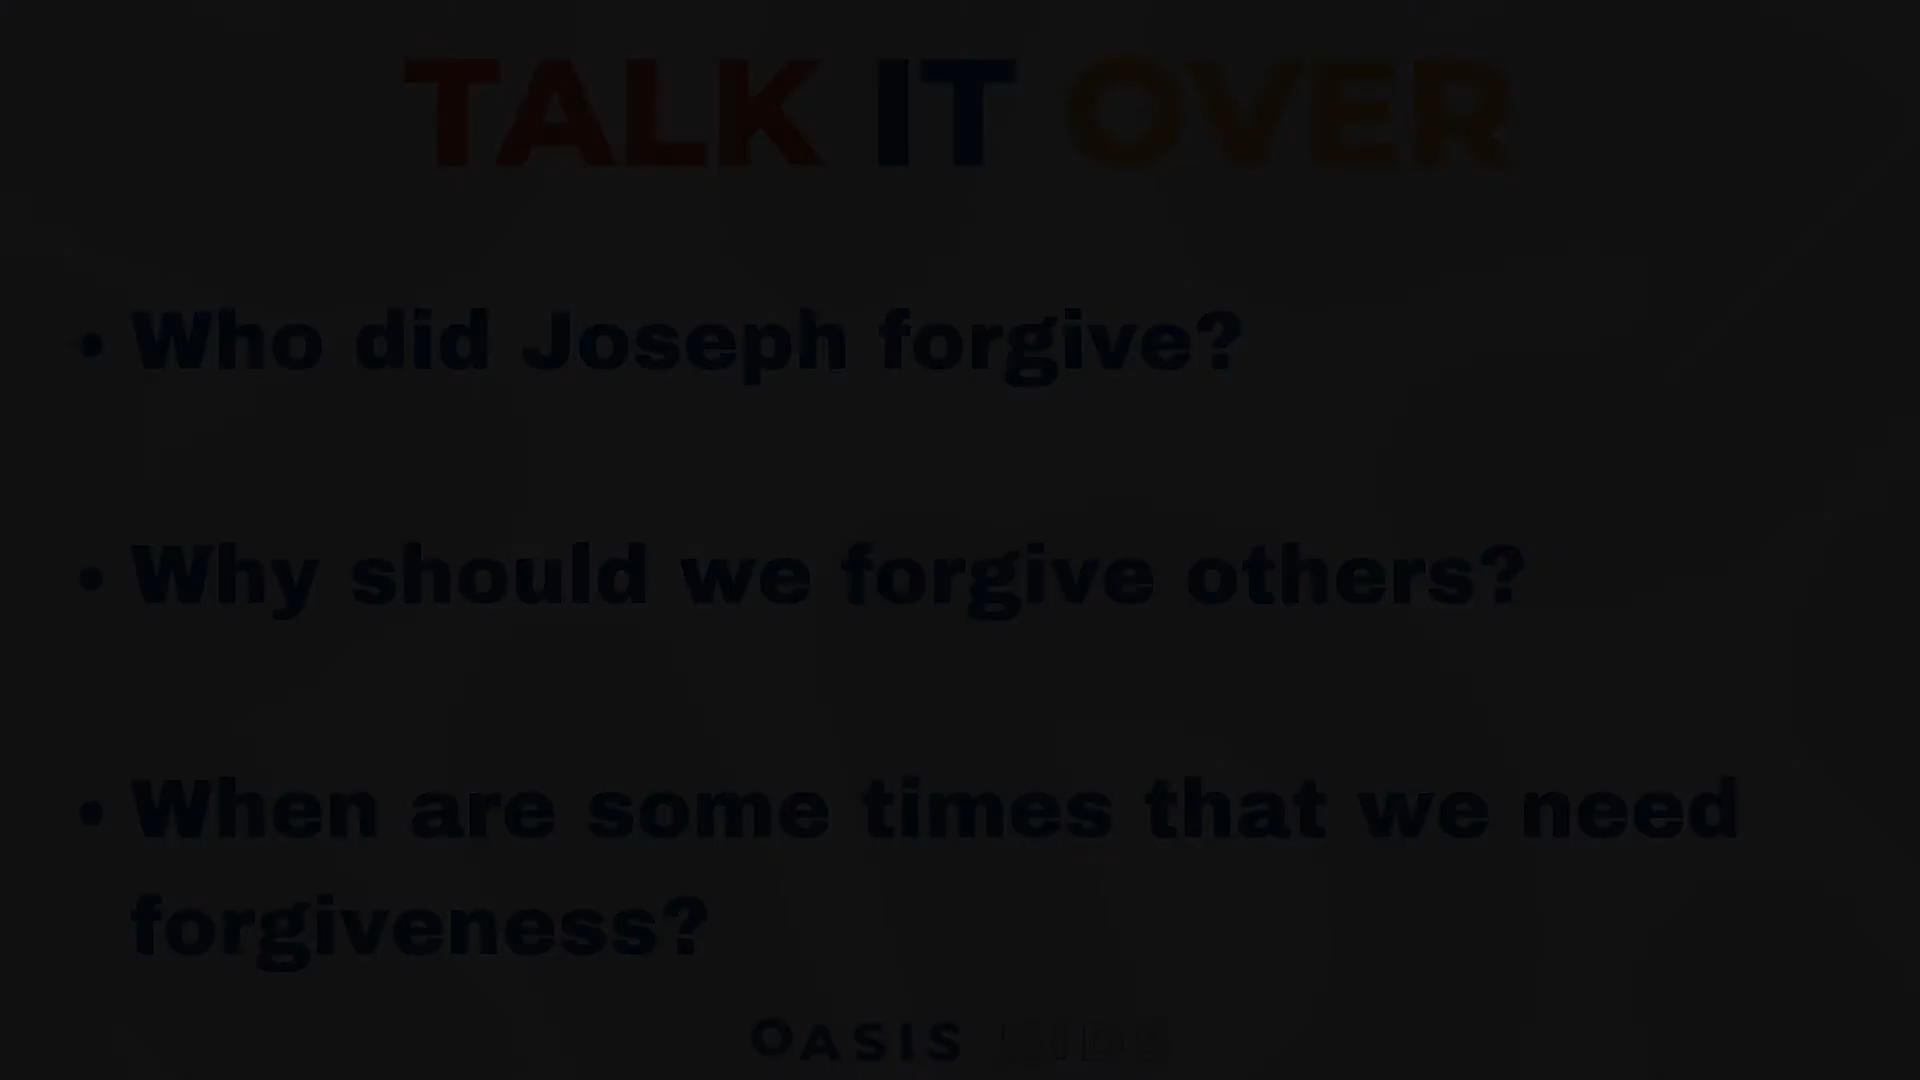 TALK IT OVER
• Who did Joseph forgive?
• Why should we forgive others?
• When are some times that we need
forgiveness?
OASIS KIDS